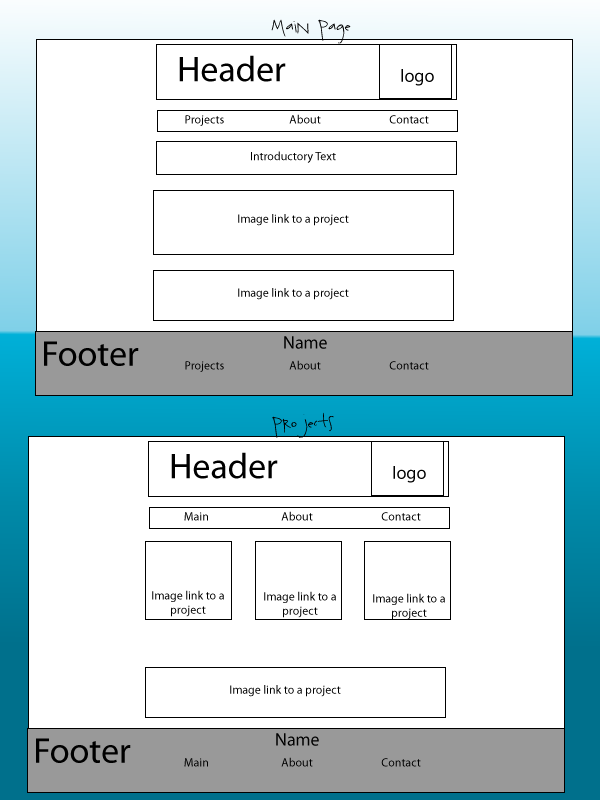 Main Page
Header
logo
Projects About Contact
Introductory Text
Image link to a project
Image link to a project
Footer
Name
Projects About Contact
Projects
Header
logo
Main About Contact
Image link to a
project
Image link to a
project
Image link to a
project
Image link to a project
Footer
Name
Main About Contact